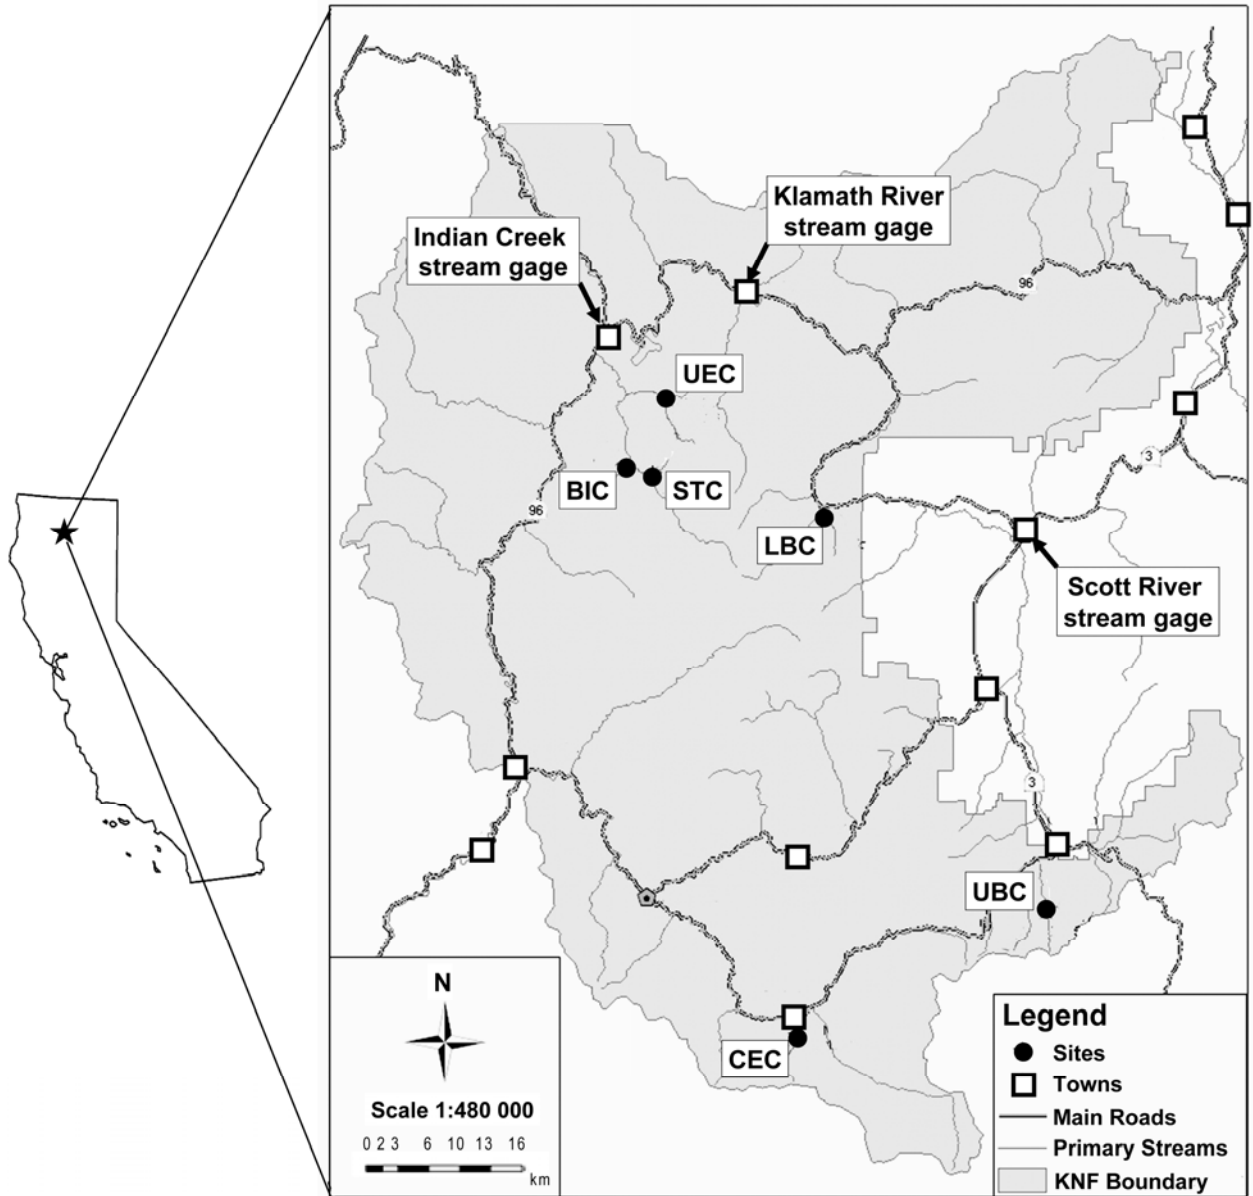 Klamath River
stream gage
Indian Creek
stream gage
96
UEC
3
BIC
STC
96
LBC
Scott River
stream gage
3
UBC
CEC
N
Scale 1:480 000
0 2 3 6 10 13 16
km
Legend
Sites
Towns
Main Roads
Primary Streams
KNF Boundary